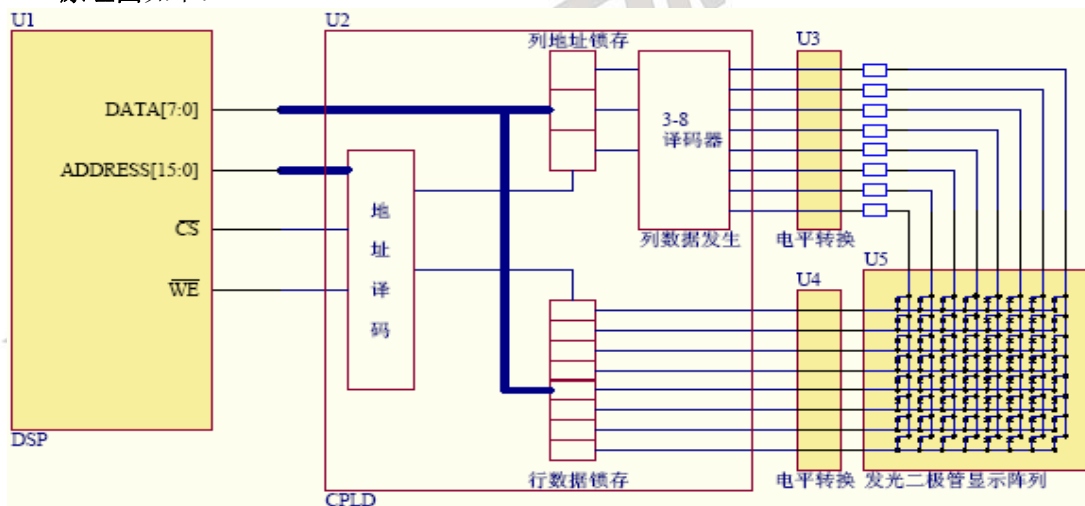 U1
U2
列地址锁存
U3
DATA[7:0]
3-8
译码器
ADDRESS[15:0]
地
址
译
码
CS
WE
列数据发生
电平转换
U4
U5
DSP
行数据锁存
电平转换
发光二极管显示阵列
CPLD